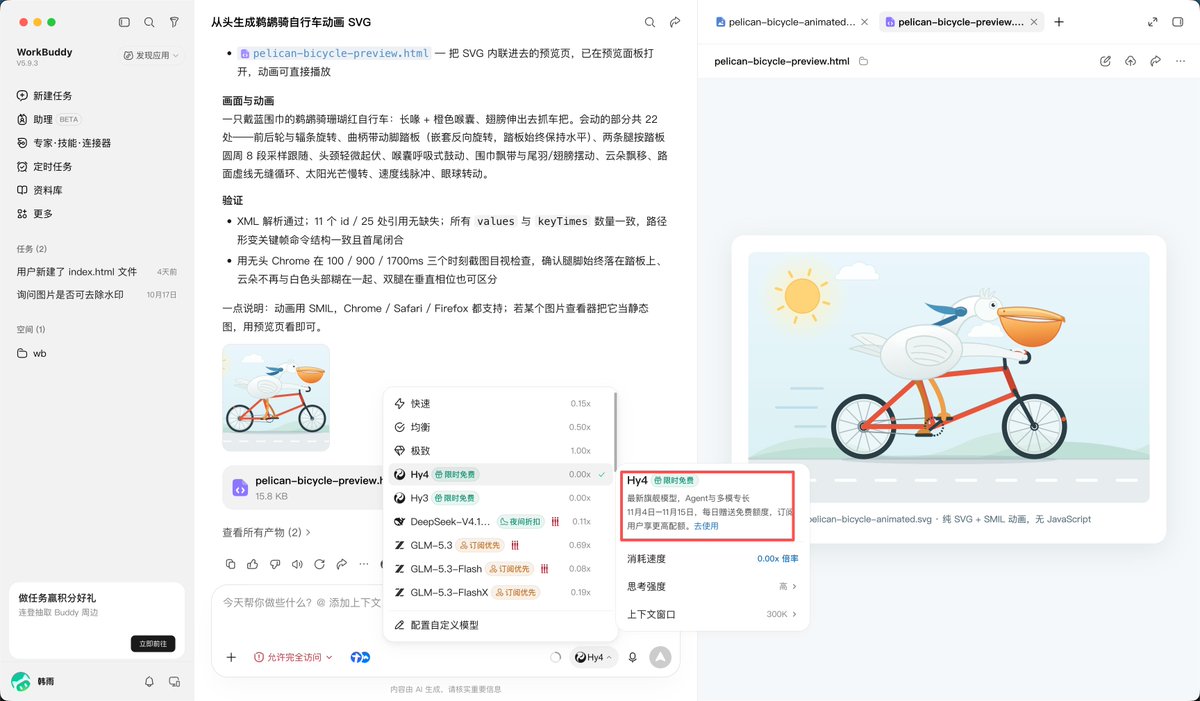 WorkBuddy
V5.9.3
发现应用
新建任务
助理 BETA
专家·技能·连接器
定时任务
资料库
更多
任务 (2)
用户新建了 index.html 文件 4天前
询问图片是否可去除水印 10月17日
空间 (1)
wb
做任务赢积分好礼
连登抽取 Buddy 周边
立即前往
韩雨
从头生成鹈鹕骑自行车动画 SVG
pelican-bicycle-preview.html — 把 SVG 内联进去的预览页，已在预览面板打
开，动画可直接播放
画面与动画
一只戴蓝围巾的鹈鹕骑珊瑚红自行车：长喙 + 橙色喉囊、翅膀伸出去抓车把。会动的部分共 22
处——前后轮与辐条旋转、曲柄带动脚踏板（嵌套反向旋转，踏板始终保持水平）、两条腿按踏板
圆周 8 段采样跟随、头颈轻微起伏、喉囊呼吸式鼓动、围巾飘带与尾羽/翅膀摆动、云朵飘移、路
面虚线无缝循环、太阳光芒慢转、速度线脉冲、眼球转动。
验证
XML 解析通过；11 个 id / 25 处引用无缺失；所有 values 与 keyTimes 数量一致，路径
形变关键帧命令结构一致且首尾闭合
用无头 Chrome 在 100 / 900 / 1700ms 三个时刻截图目视检查，确认腿脚始终落在踏板上、
云朵不再与白色头部糊在一起、双腿在垂直相位也可区分
一点说明：动画用 SMIL，Chrome / Safari / Firefox 都支持；若某个图片查看器把它当静态
图，用预览页看即可。
pelican-bicycle-preview.h
15.8 KB
查看所有产物 (2)
今天帮你做些什么？@ 添加上下文
允许完全访问
Hy4
内容由 AI 生成，请核实重要信息
快速 0.15x
均衡 0.50x
极致 1.00x
Hy4 限时免费 0.00x
Hy3 限时免费 0.00x
DeepSeek-V4.1... 夜间折扣 0.11x
GLM-5.3 订阅优先 0.69x
GLM-5.3-Flash 订阅优先 0.08x
GLM-5.3-FlashX 订阅优先 0.19x
配置自定义模型
Hy4 限时免费
最新旗舰模型，Agent与多模专长
11月4日-11月15日，每日赠送免费额度，订阅
用户享更高配额。去使用
消耗速度 0.00x 倍率
思考强度 高
上下文窗口 300K
pelican-bicycle-animated...
pelican-bicycle-preview....
pelican-bicycle-preview.html
pelican-bicycle-animated.svg · 纯 SVG + SMIL 动画，无 JavaScript